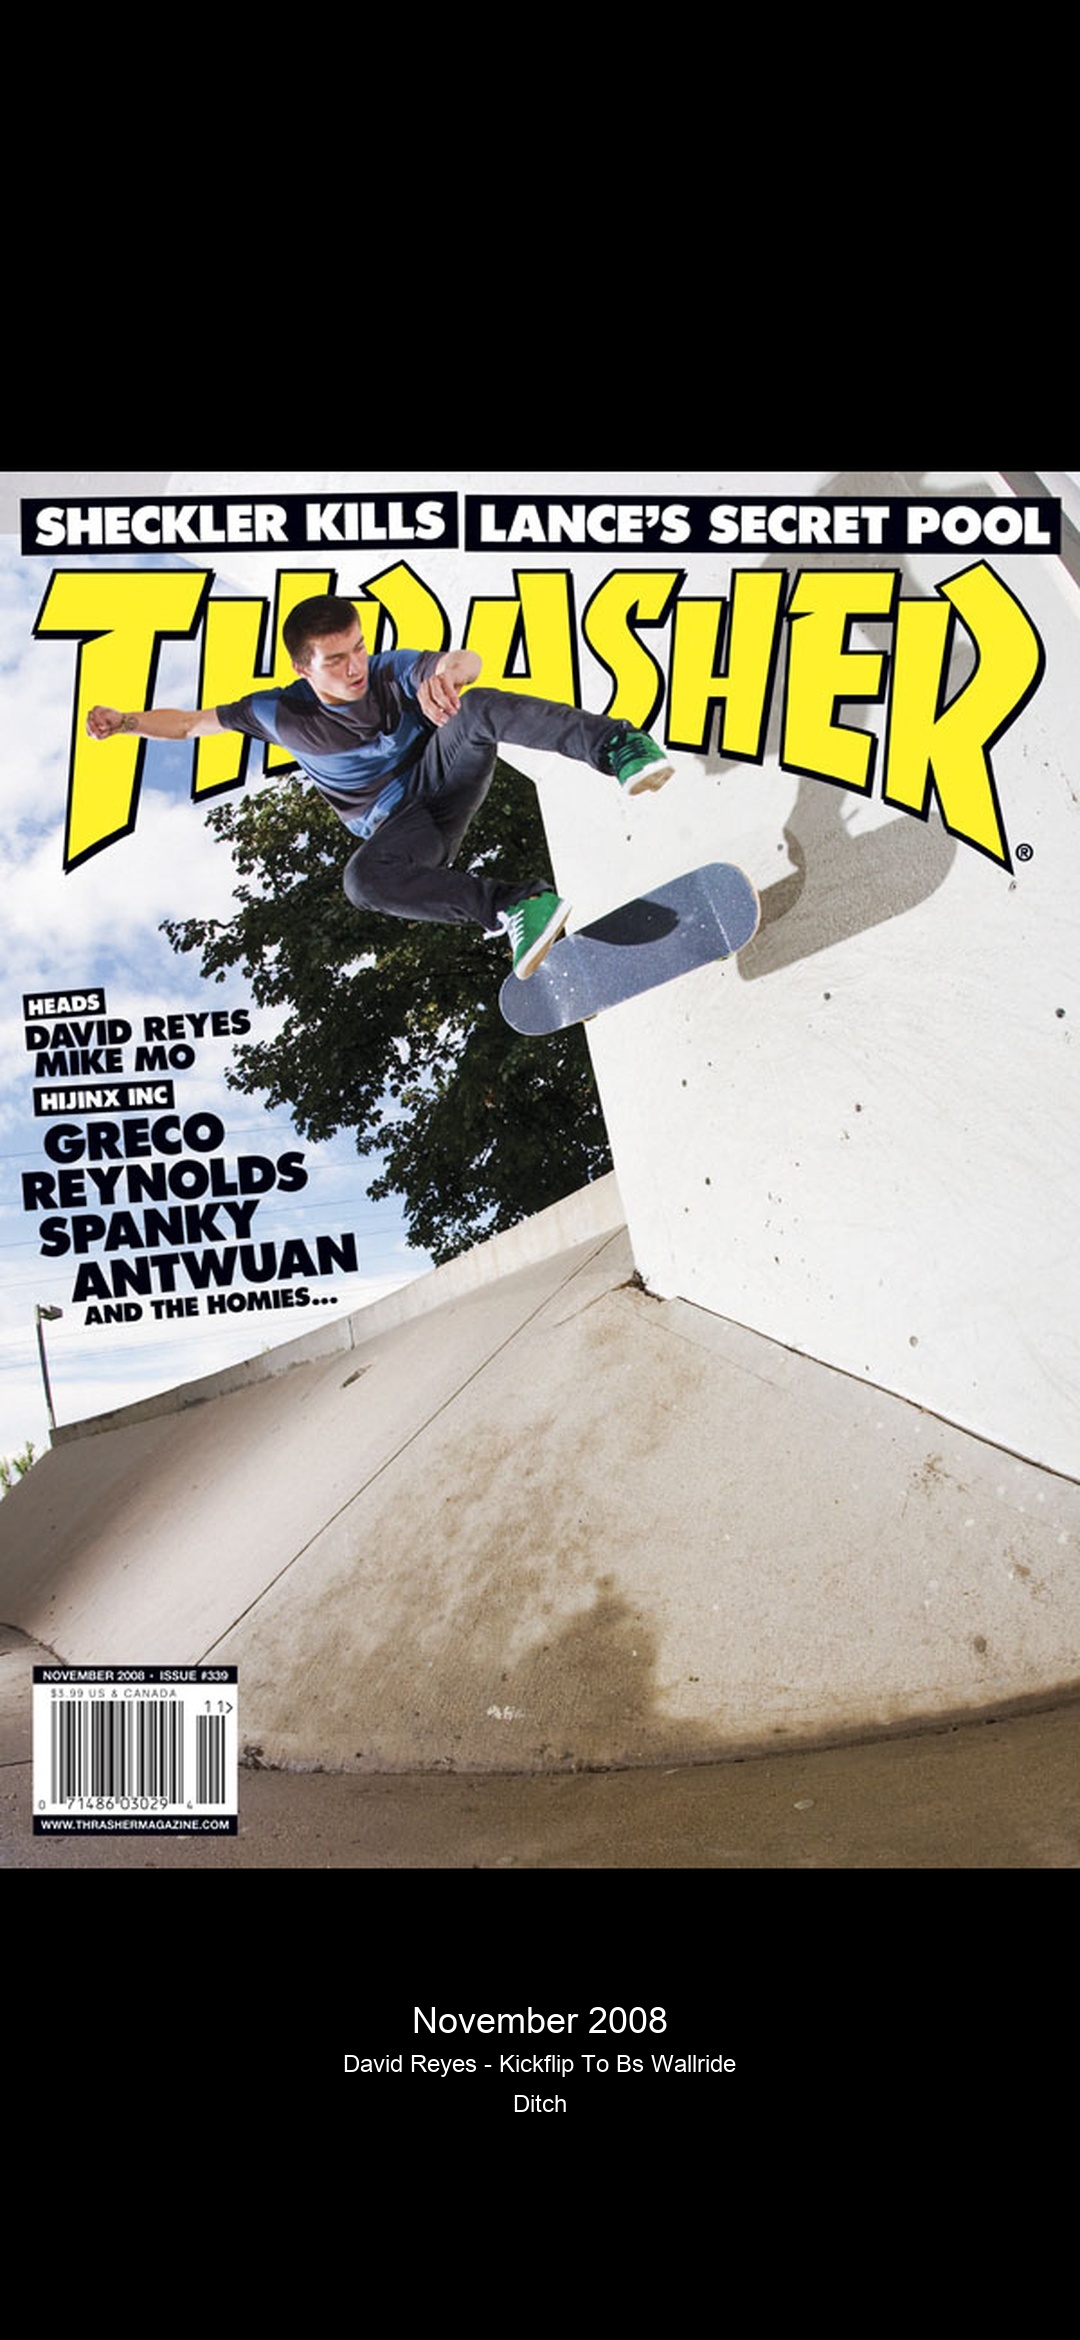 SHECKLER KILLS LANCE'S SECRET POOL
THRASHER®
HEADS
DAVID REYES
MIKE MO
HIJINX INC
GRECO
REYNOLDS
SPANKY
ANTWUAN
AND THE HOMIES...
NOVEMBER 2008 • ISSUE #339
$3.99 US & CANADA
11>
0 71486 03029 4
WWW.THRASHERMAGAZINE.COM
November 2008
David Reyes - Kickflip To Bs Wallride
Ditch